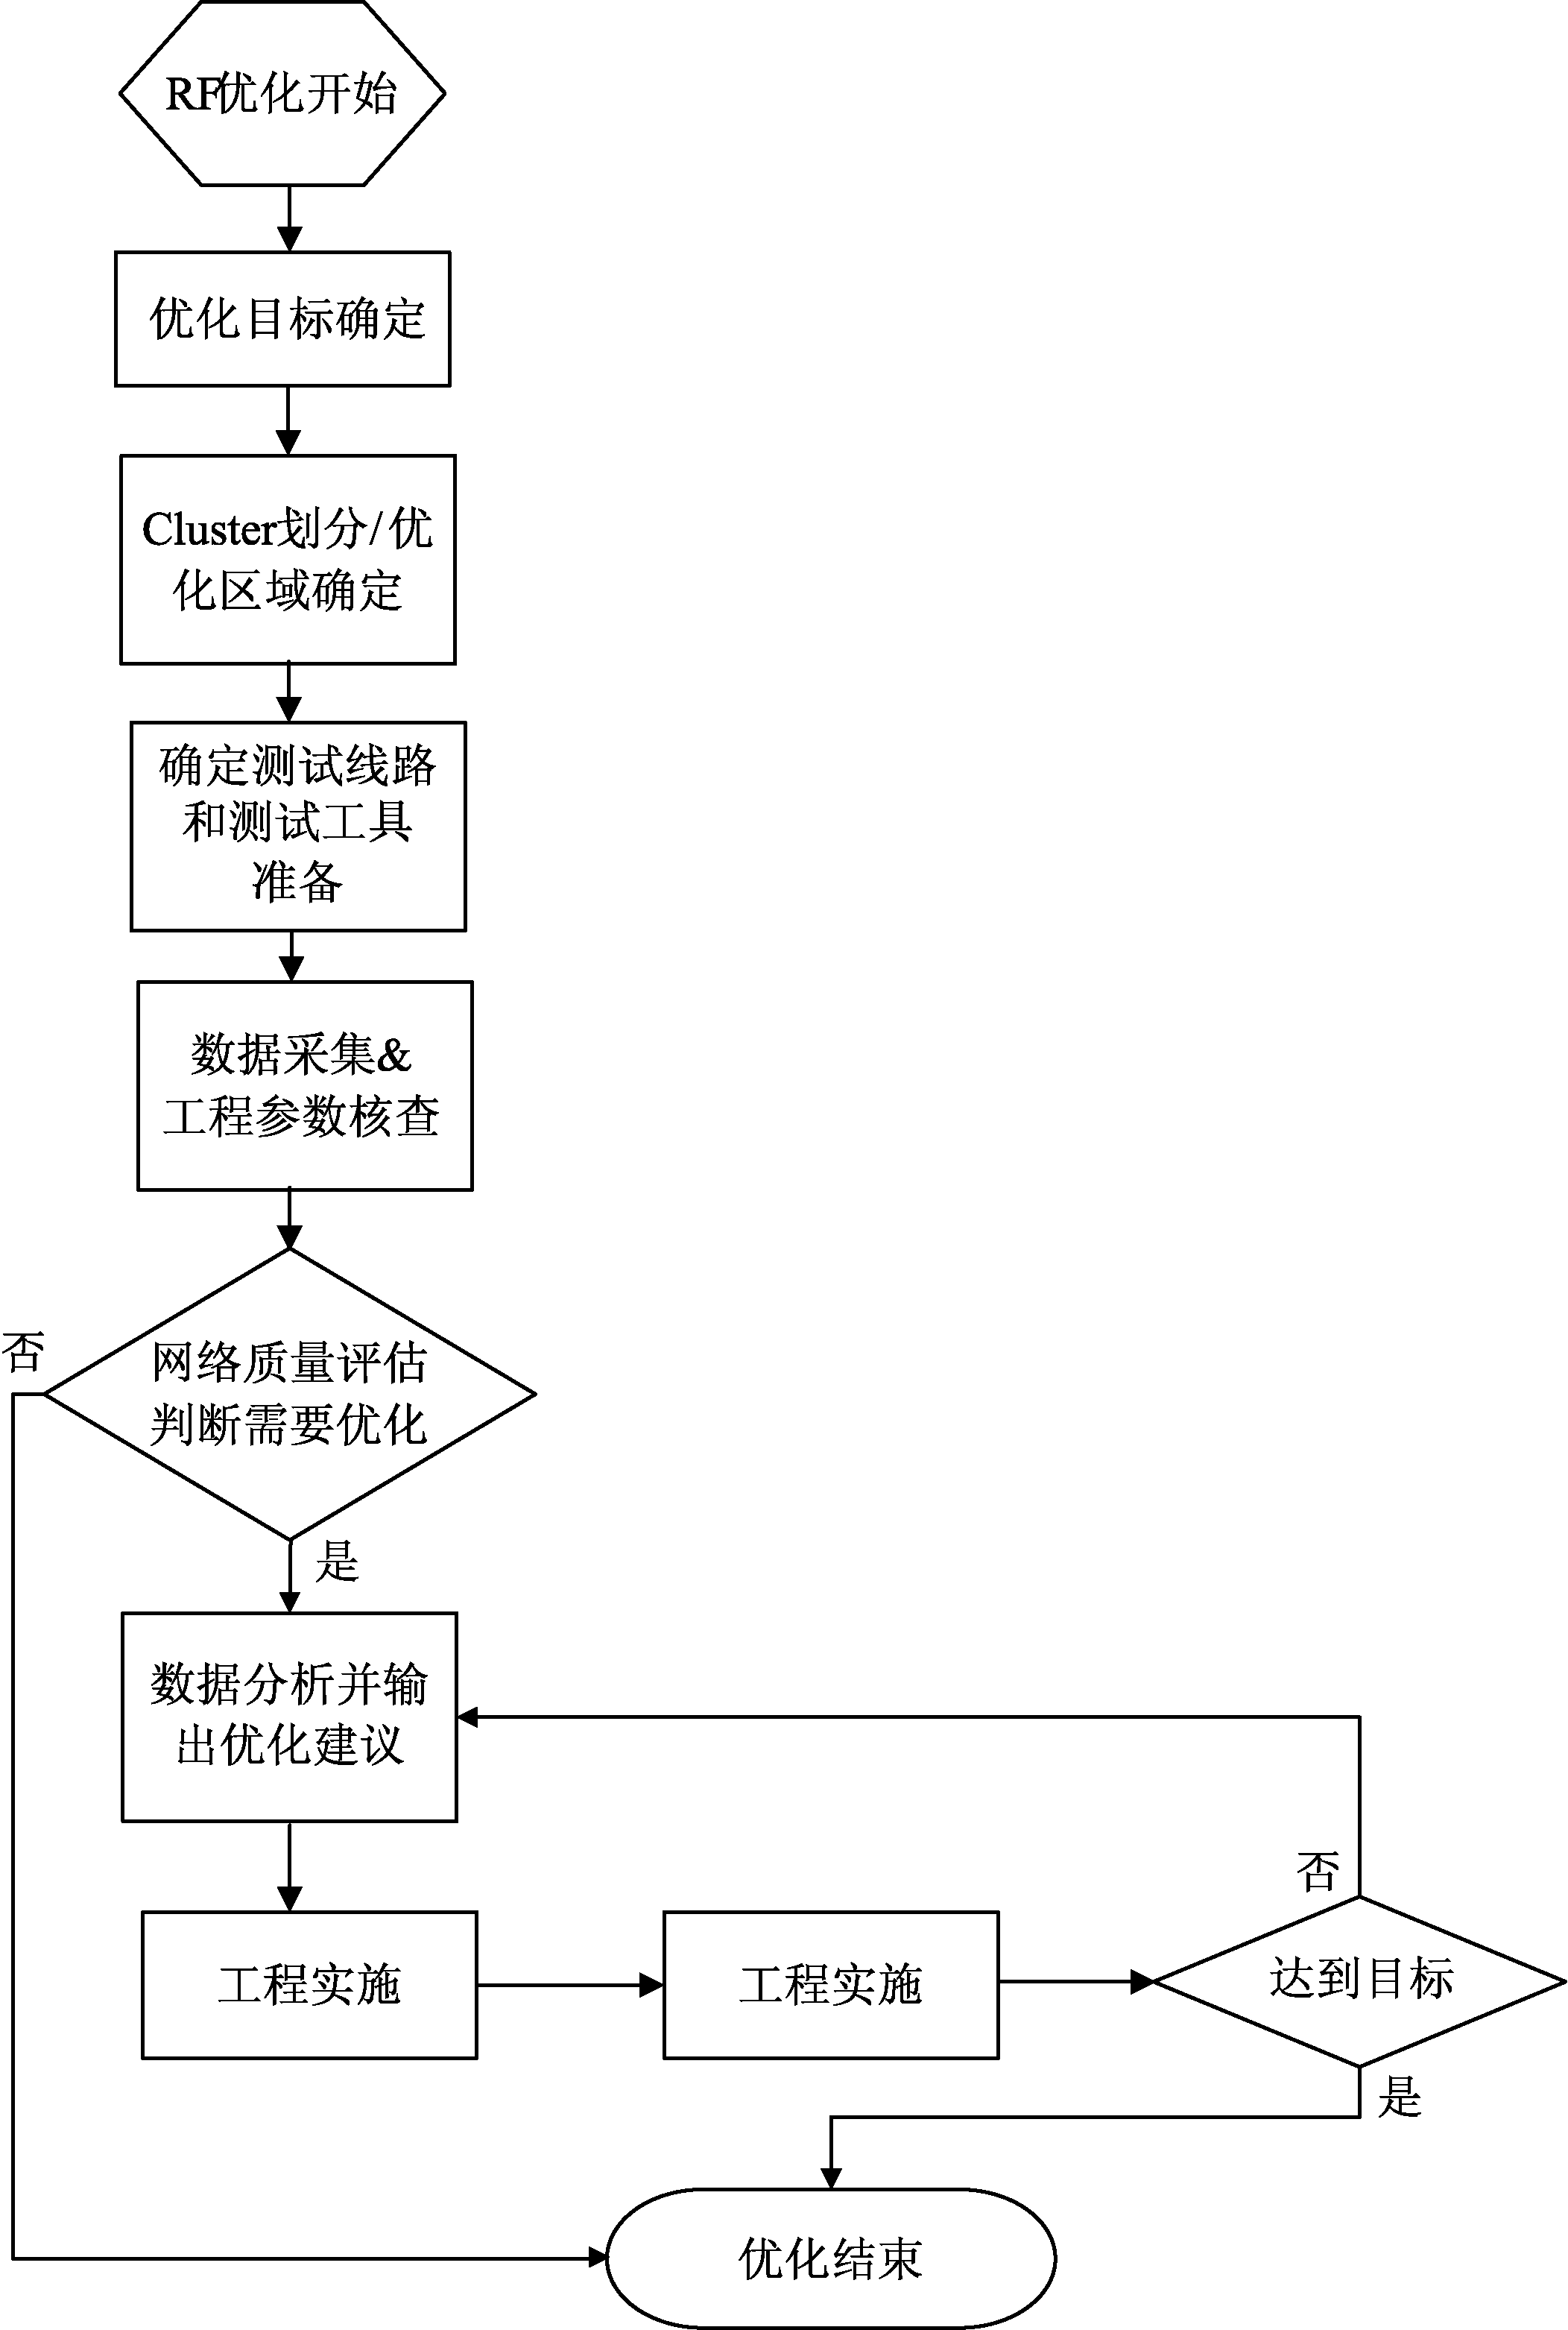 RF优化开始
优化目标确定
Cluster划分/优
化区域确定
确定测试线路
和测试工具
准备
数据采集&
工程参数核查
否
网络质量评估
判断需要优化
是
数据分析并输
出优化建议
否
工程实施
工程实施
达到目标
是
优化结束